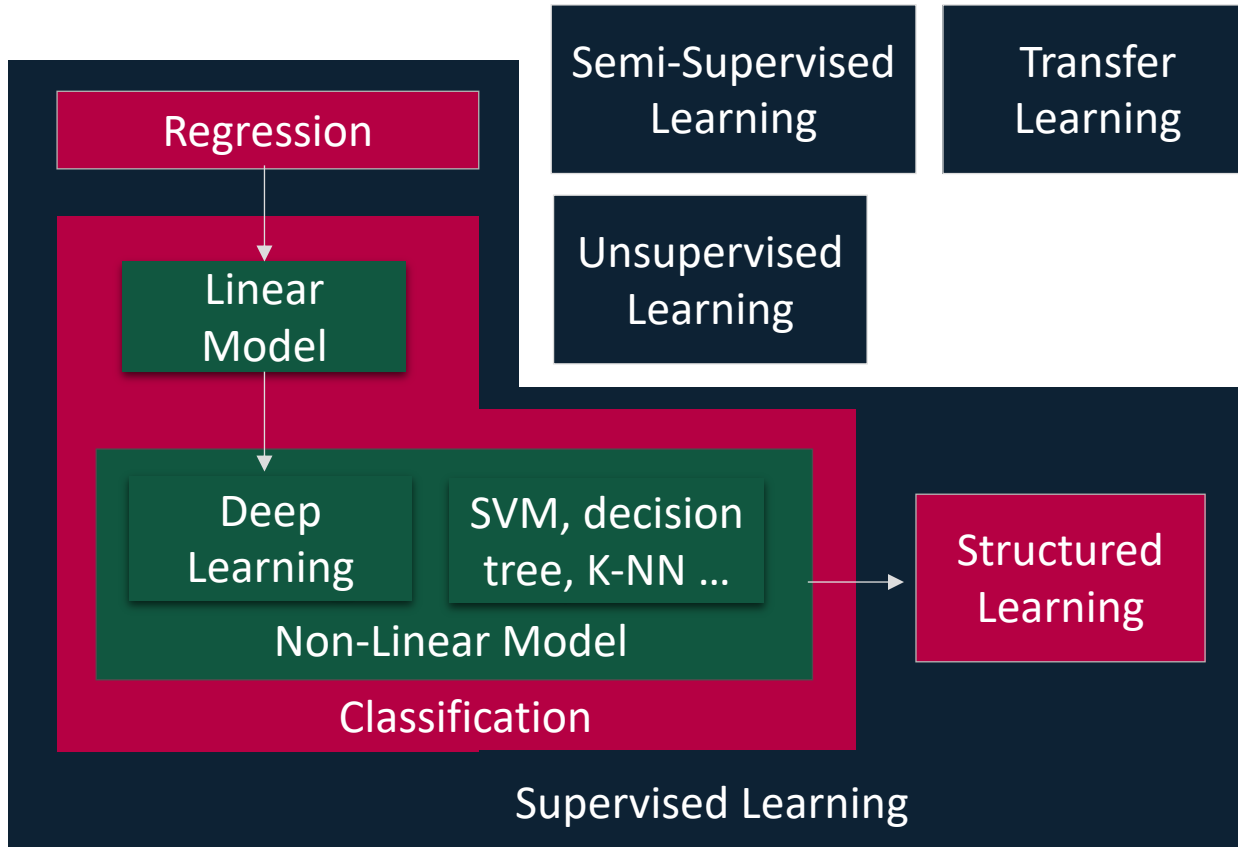 Semi-Supervised
Learning
Transfer
Learning
Regression
Unsupervised
Learning
Linear
Model
Deep
Learning
SVM, decision
tree, K-NN ...
Non-Linear Model
Structured
Learning
Classification
Supervised Learning